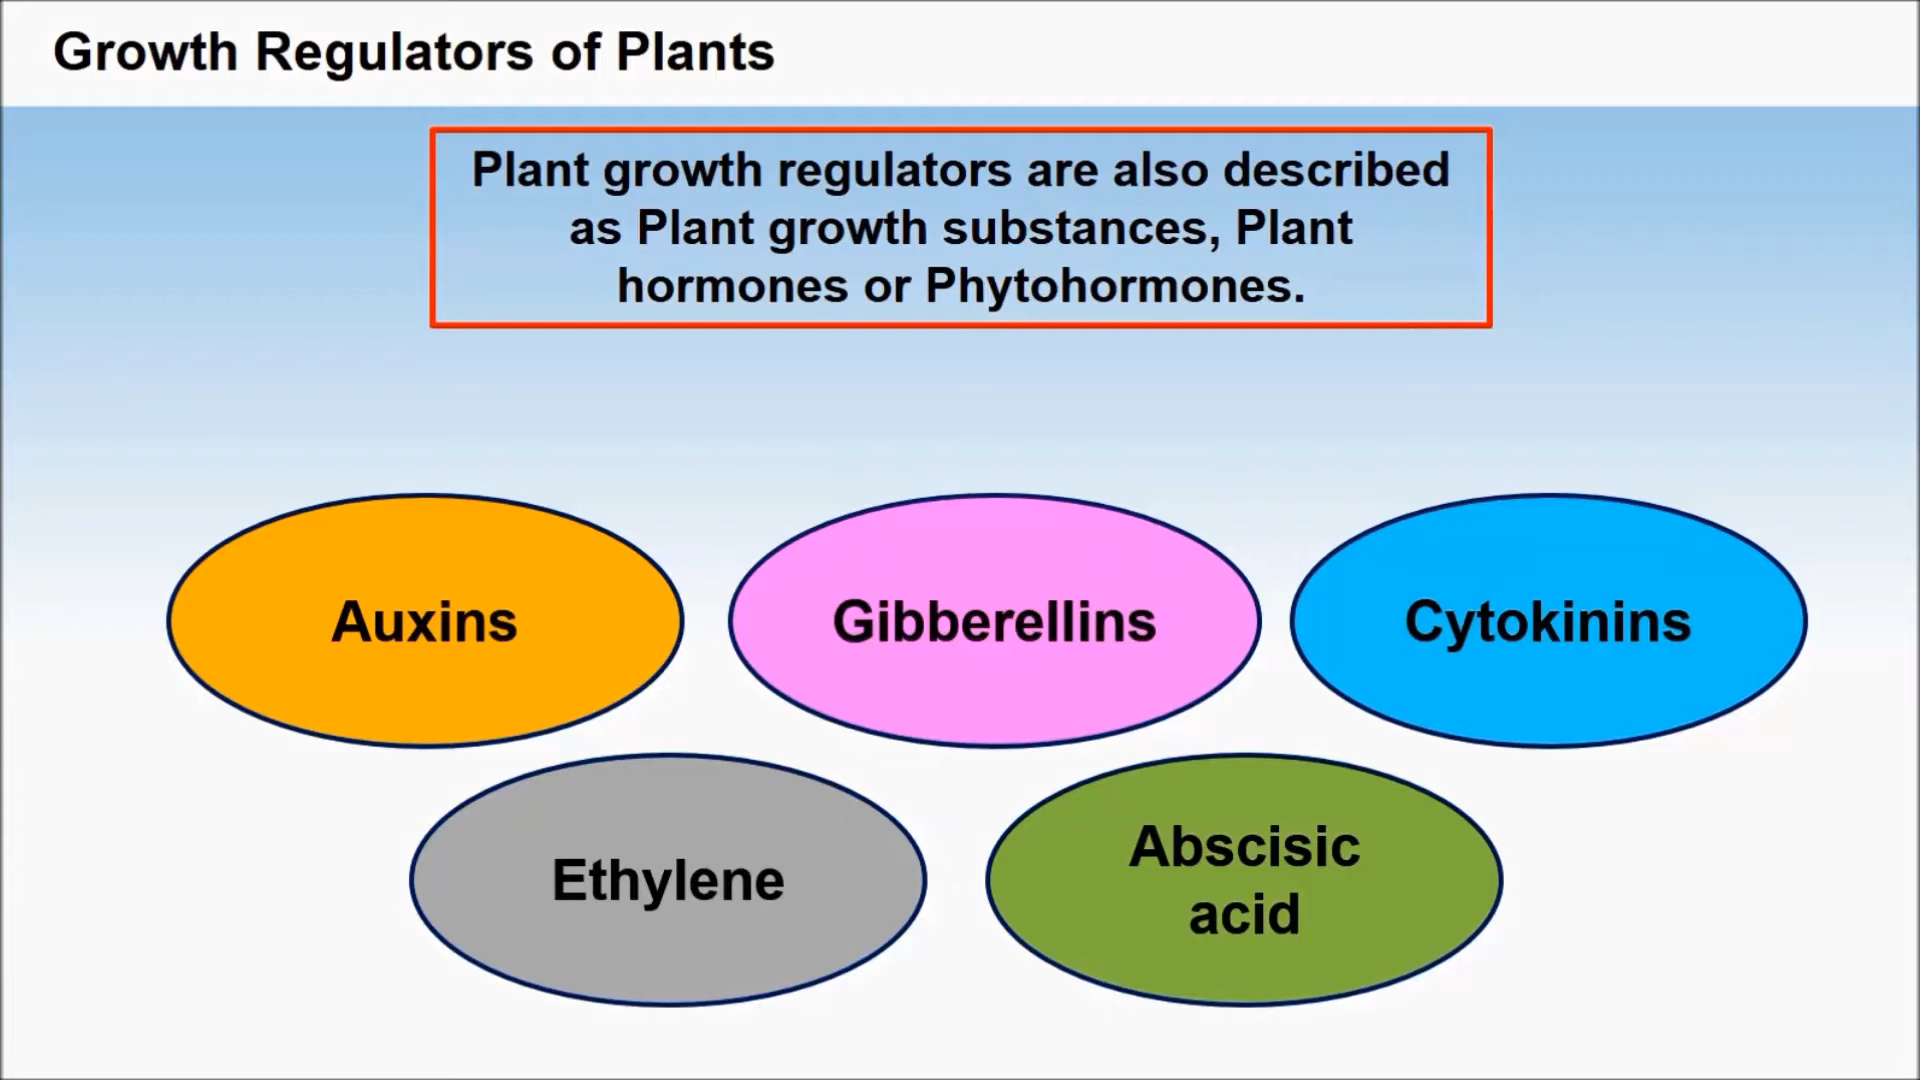 Growth Regulators of Plants
Plant growth regulators are also described
as Plant growth substances, Plant
hormones or Phytohormones.
Auxins
Gibberellins
Cytokinins
Ethylene
Abscisic
acid